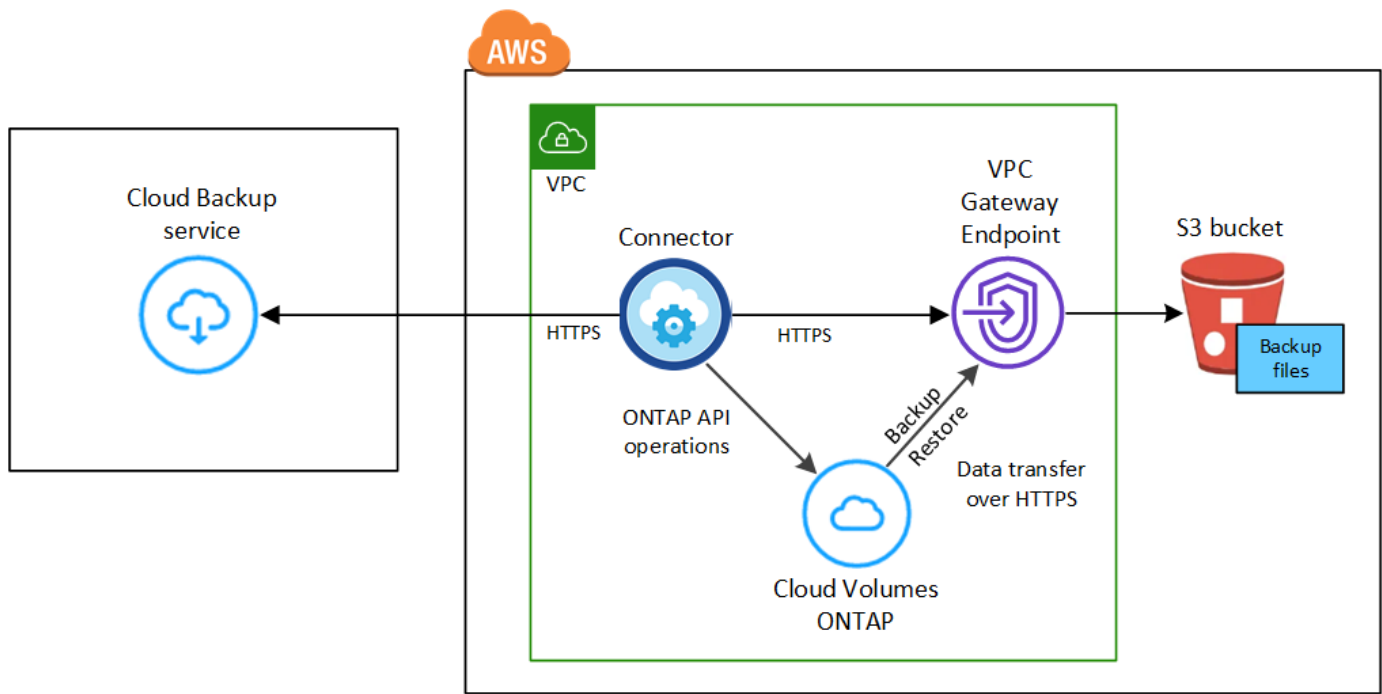 AWS
VPC
Cloud Backup
service
Connector
VPC
Gateway
Endpoint
S3 bucket
HTTPS
HTTPS
Backup
files
ONTAP API
operations
Backup
Restore
Data transfer
over HTTPS
Cloud Volumes
ONTAP